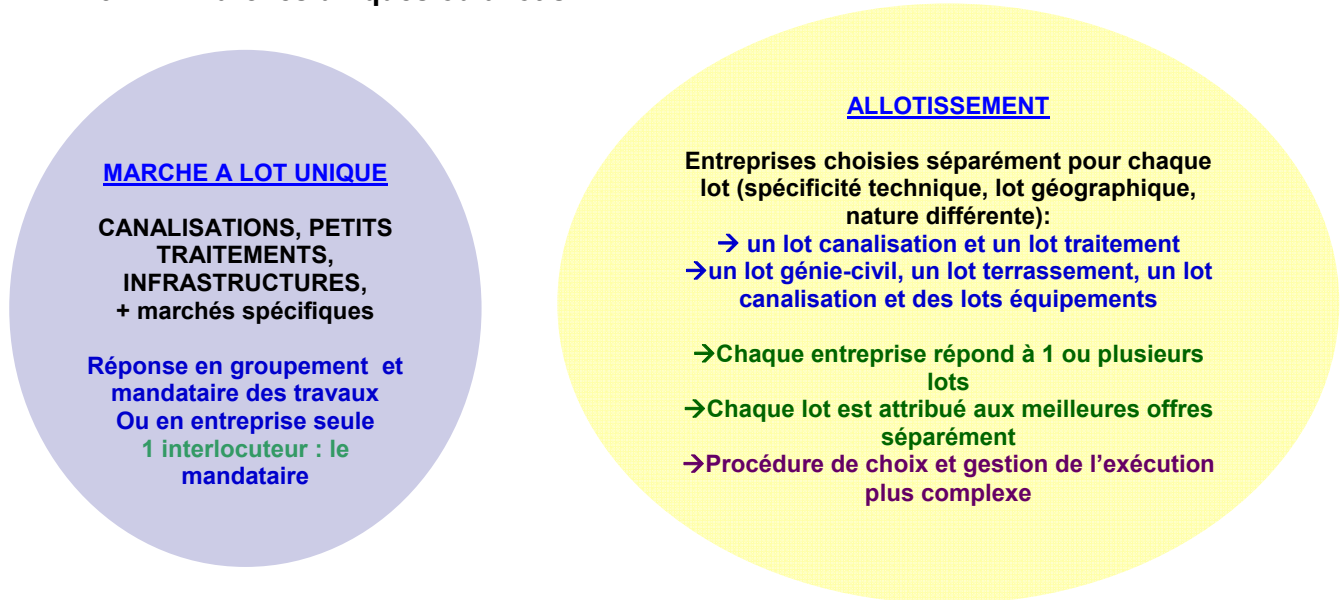 MARCHE A LOT UNIQUE
CANALISATIONS, PETITS
TRAITEMENTS,
INFRASTRUCTURES,
+ marchés spécifiques
Réponse en groupement et
mandataire des travaux
Ou en entreprise seule
1 interlocuteur : le
mandataire
ALLOTISSEMENT
Entreprises choisies séparément pour chaque
lot (spécificité technique, lot géographique,
nature différente):
→ un lot canalisation et un lot traitement
→un lot génie-civil, un lot terrassement, un lot
canalisation et des lots équipements
→Chaque entreprise répond à 1 ou plusieurs
lots
→Chaque lot est attribué aux meilleures offres
séparément
→Procédure de choix et gestion de l’exécution
plus complexe